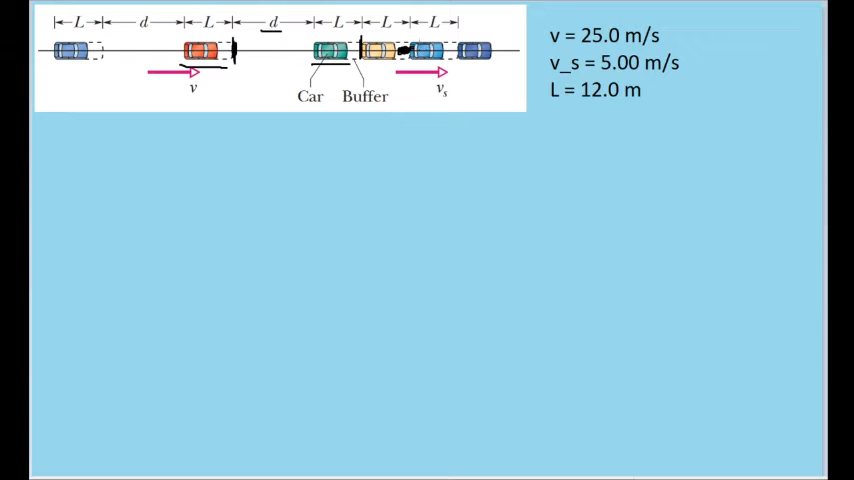 L d L d L L L
v Car Buffer v_s
v = 25.0 m/s
v_s = 5.00 m/s
L = 12.0 m